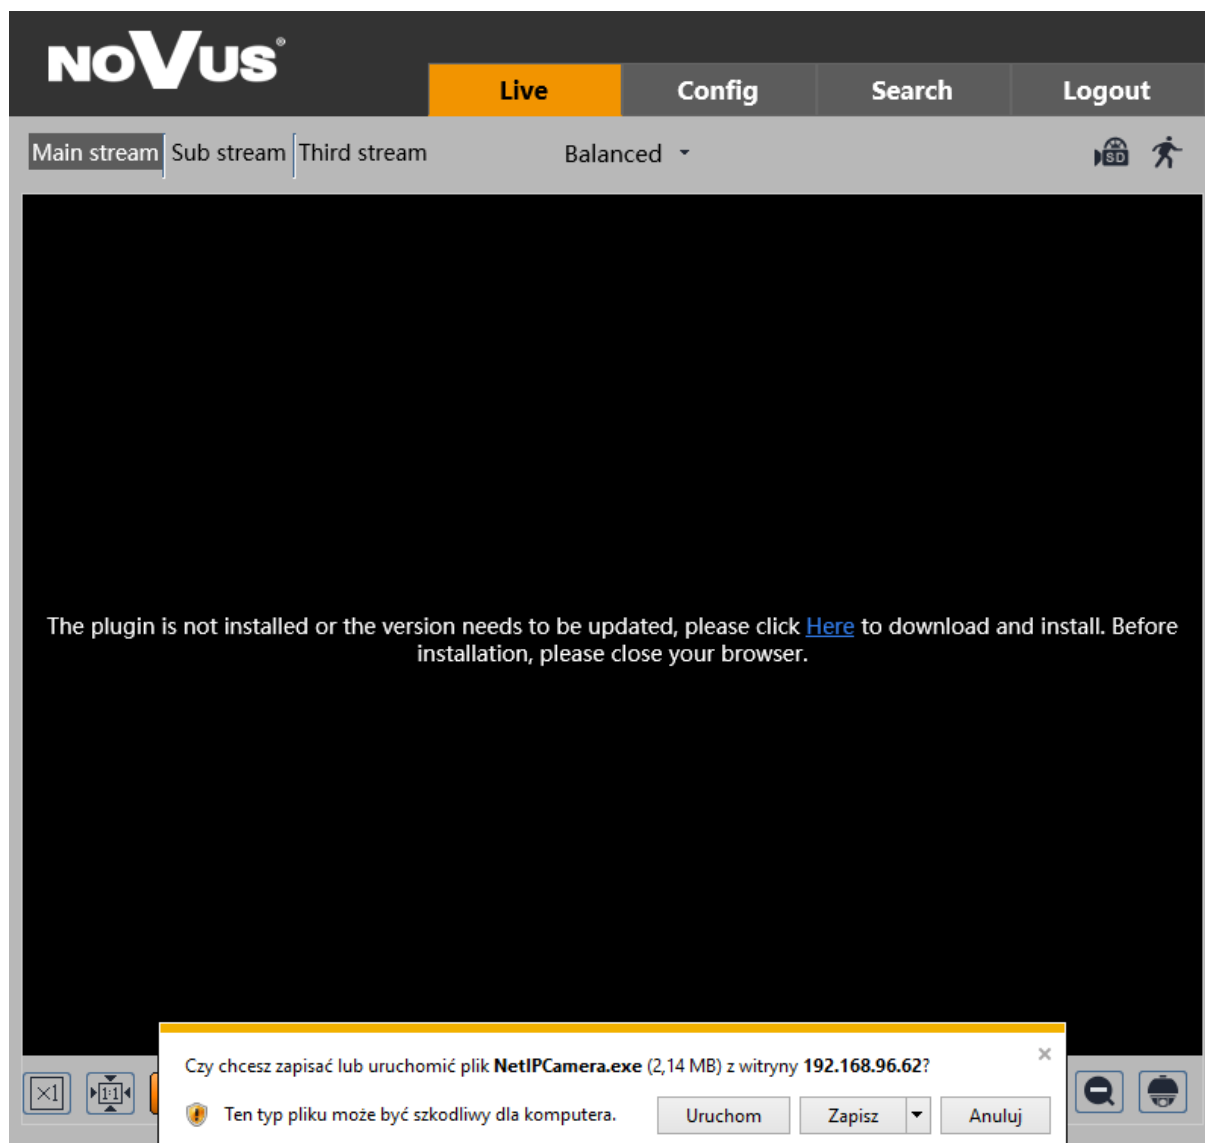 NOVUS®
Live Config Search Logout
Main stream Sub stream Third stream Balanced
SD
The plugin is not installed or the version needs to be updated, please click Here to download and install. Before
installation, please close your browser.
Czy chcesz zapisać lub uruchomić plik NetIPCamera.exe (2,14 MB) z witryny 192.168.96.62?
×1 1:1
Ten typ pliku może być szkodliwy dla komputera. Uruchom Zapisz Anuluj